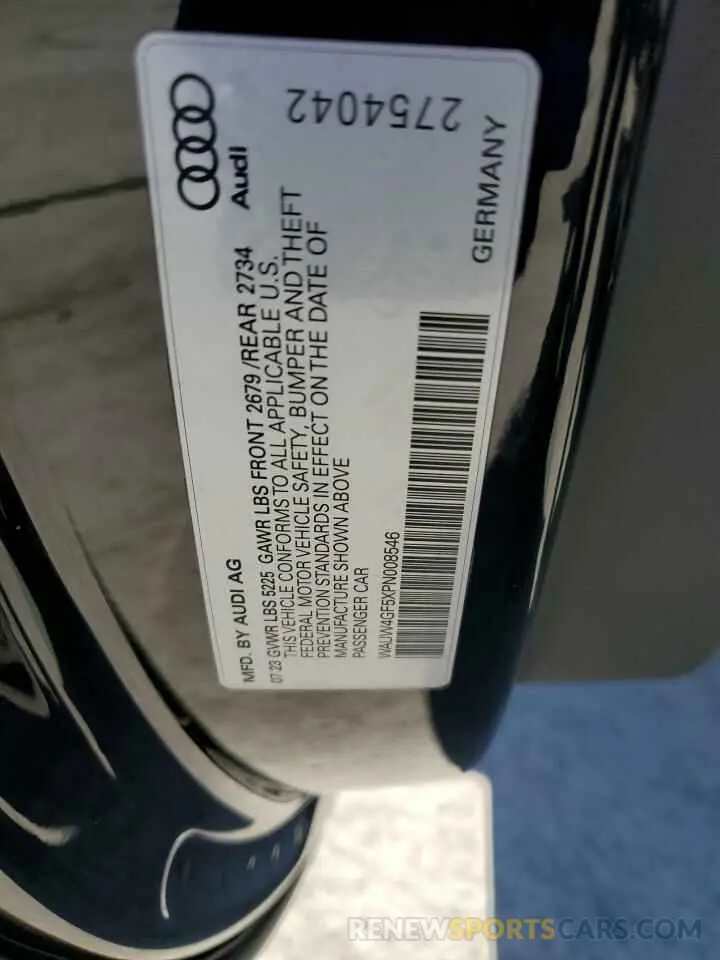 Audi
2754042
MFD. BY AUDI AG
07 23 GVWR LBS 5225 GAWR LBS FRONT 2679 /REAR 2734
THIS VEHICLE CONFORMS TO ALL APPLICABLE U.S.
FEDERAL MOTOR VEHICLE SAFETY, BUMPER AND THEFT
PREVENTION STANDARDS IN EFFECT ON THE DATE OF
MANUFACTURE SHOWN ABOVE
PASSENGER CAR
WAUW4GF5XPN008546
GERMANY
RENEWSPORTSCARS.COM